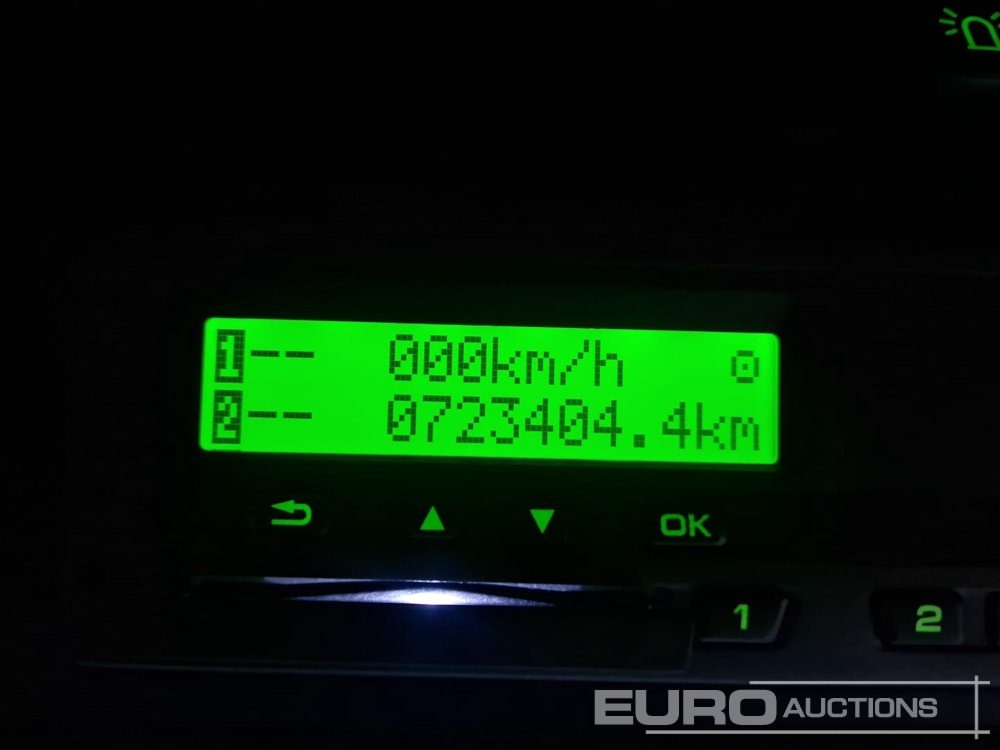 1-- 000km/h
2-- 0723404.4km
OK
1
2
EURO AUCTIONS